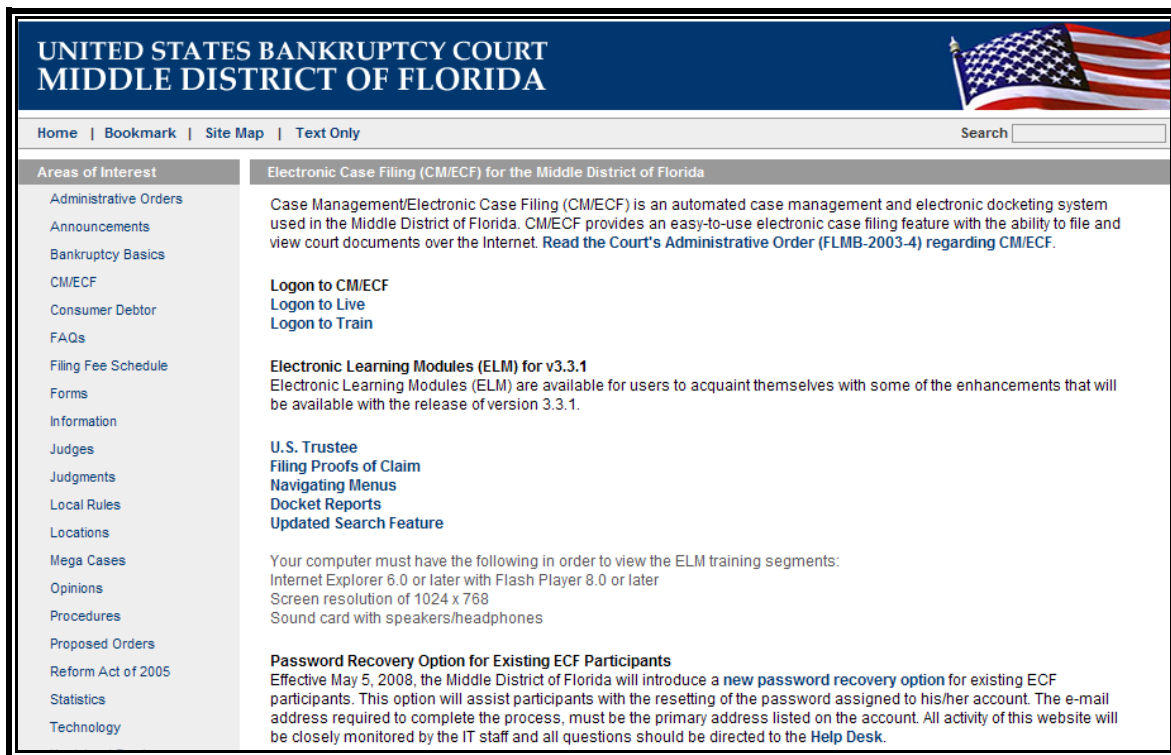 UNITED STATES BANKRUPTCY COURT
MIDDLE DISTRICT OF FLORIDA
Home | Bookmark | Site Map | Text Only
Search
Areas of Interest
Administrative Orders
Announcements
Bankruptcy Basics
CM/ECF
Consumer Debtor
FAQs
Filing Fee Schedule
Forms
Information
Judges
Judgments
Local Rules
Locations
Mega Cases
Opinions
Procedures
Proposed Orders
Reform Act of 2005
Statistics
Technology
Electronic Case Filing (CM/ECF) for the Middle District of Florida
Case Management/Electronic Case Filing (CM/ECF) is an automated case management and electronic docketing system
used in the Middle District of Florida. CM/ECF provides an easy-to-use electronic case filing feature with the ability to file and
view court documents over the Internet. Read the Court's Administrative Order (FLMB-2003-4) regarding CM/ECF.
Logon to CM/ECF
Logon to Live
Logon to Train
Electronic Learning Modules (ELM) for v3.3.1
Electronic Learning Modules (ELM) are available for users to acquaint themselves with some of the enhancements that will
be available with the release of version 3.3.1.
U.S. Trustee
Filing Proofs of Claim
Navigating Menus
Docket Reports
Updated Search Feature
Your computer must have the following in order to view the ELM training segments:
Internet Explorer 6.0 or later with Flash Player 8.0 or later
Screen resolution of 1024 x 768
Sound card with speakers/headphones
Password Recovery Option for Existing ECF Participants
Effective May 5, 2008, the Middle District of Florida will introduce a new password recovery option for existing ECF
participants. This option will assist participants with the resetting of the password assigned to his/her account. The e-mail
address required to complete the process, must be the primary address listed on the account. All activity of this website will
be closely monitored by the IT staff and all questions should be directed to the Help Desk.